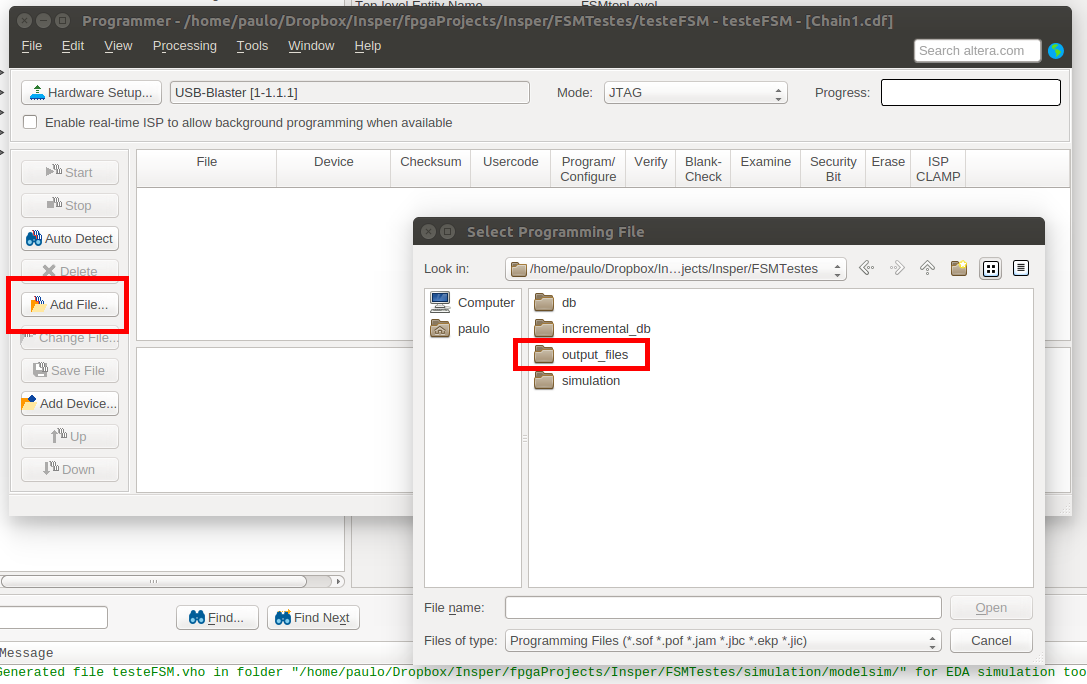 Top-level Entity Name FSMtopLevel
Programmer - /home/paulo/Dropbox/Insper/fpgaProjects/Insper/FSMTestes/testeFSM - testeFSM - [Chain1.cdf]
File Edit View Processing Tools Window Help
Search altera.com
Hardware Setup... USB-Blaster [1-1.1.1] Mode: JTAG Progress:
Enable real-time ISP to allow background programming when available
File Device Checksum Usercode Program/ Configure Verify Blank- Check Examine Security Bit Erase ISP CLAMP
Start
Stop
Auto Detect
Delete
Add File...
Change File...
Save File
Add Device...
Up
Down
Select Programming File
Look in: /home/paulo/Dropbox/In...jects/Insper/FSMTestes
Computer
paulo
db
incremental_db
output_files
simulation
File name: Open
Files of type: Programming Files (*.sof *.pof *.jam *.jbc *.ekp *.jic) Cancel
Find... Find Next
Message
Generated file testeFSM.vho in folder "/home/paulo/Dropbox/Insper/fpgaProjects/Insper/FSMTestes/simulation/modelsim/" for EDA simulation too